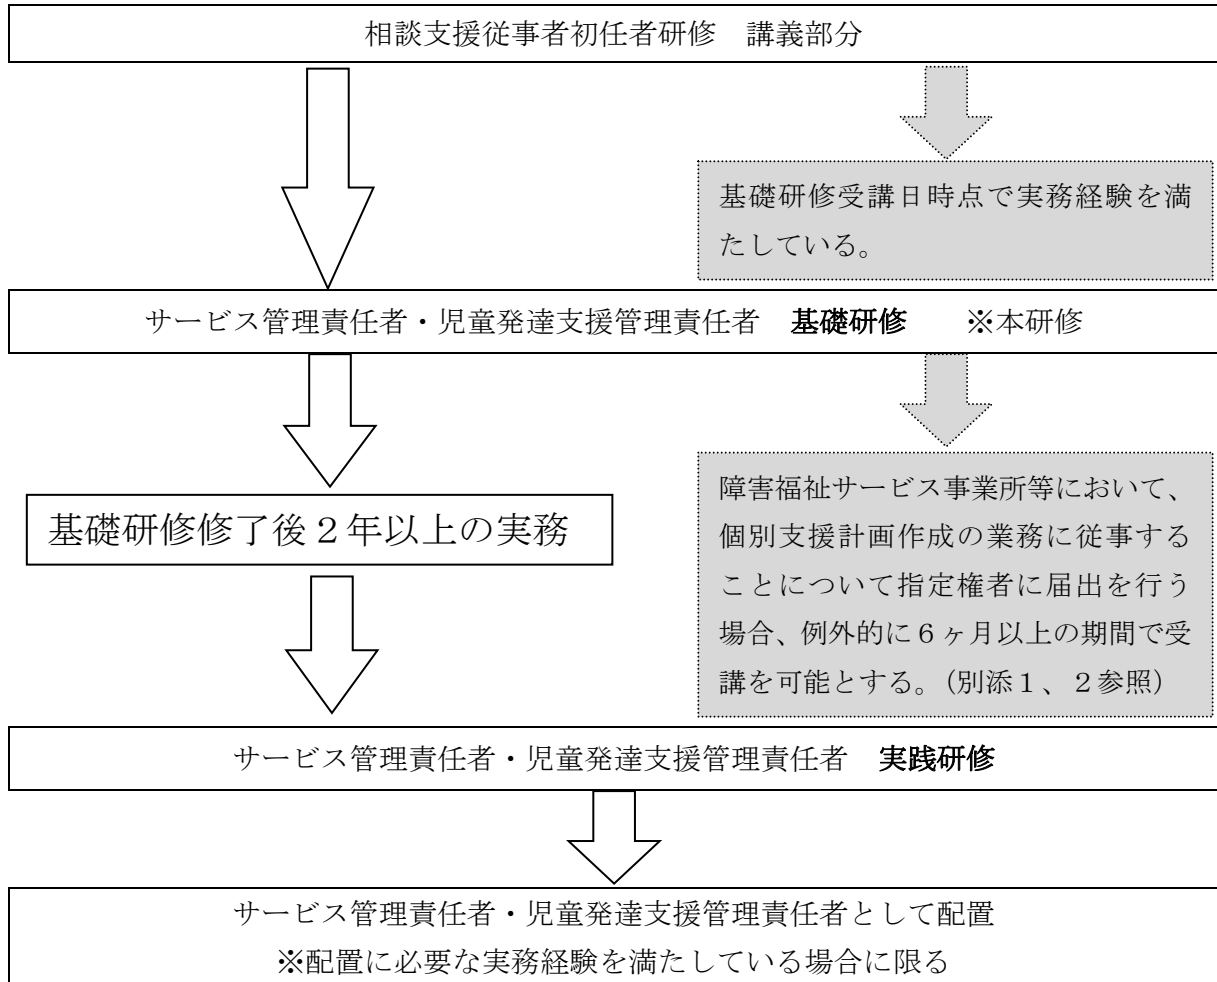 相談支援従事者初任者研修　講義部分
基礎研修受講日時点で実務経験を満
たしている。
サービス管理責任者・児童発達支援管理責任者　基礎研修　　※本研修
基礎研修修了後２年以上の実務
障害福祉サービス事業所等において、
個別支援計画作成の業務に従事する
ことについて指定権者に届出を行う
場合、例外的に６ヶ月以上の期間で受
講を可能とする。（別添１、２参照）
サービス管理責任者・児童発達支援管理責任者　実践研修
サービス管理責任者・児童発達支援管理責任者として配置
※配置に必要な実務経験を満たしている場合に限る